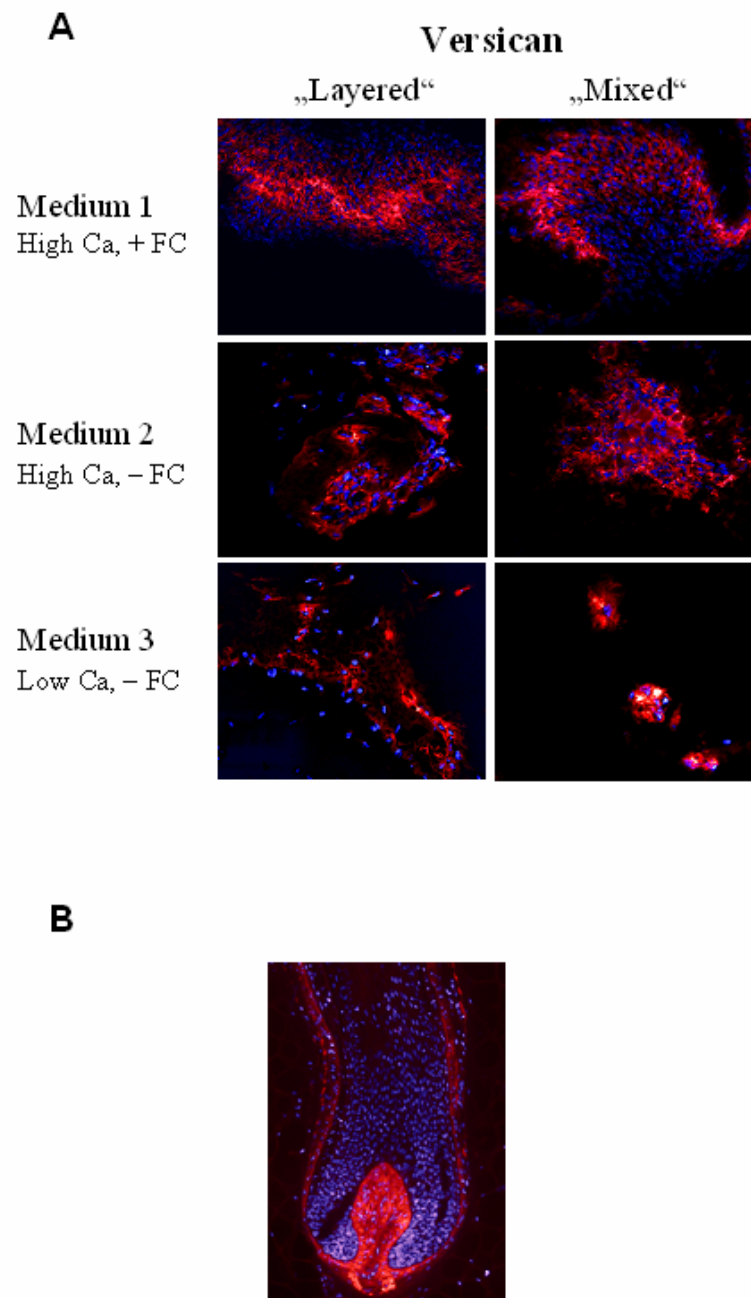 A
Versican
„Layered“ „Mixed“
Medium 1
High Ca, + FC
Medium 2
High Ca, – FC
Medium 3
Low Ca, – FC
B